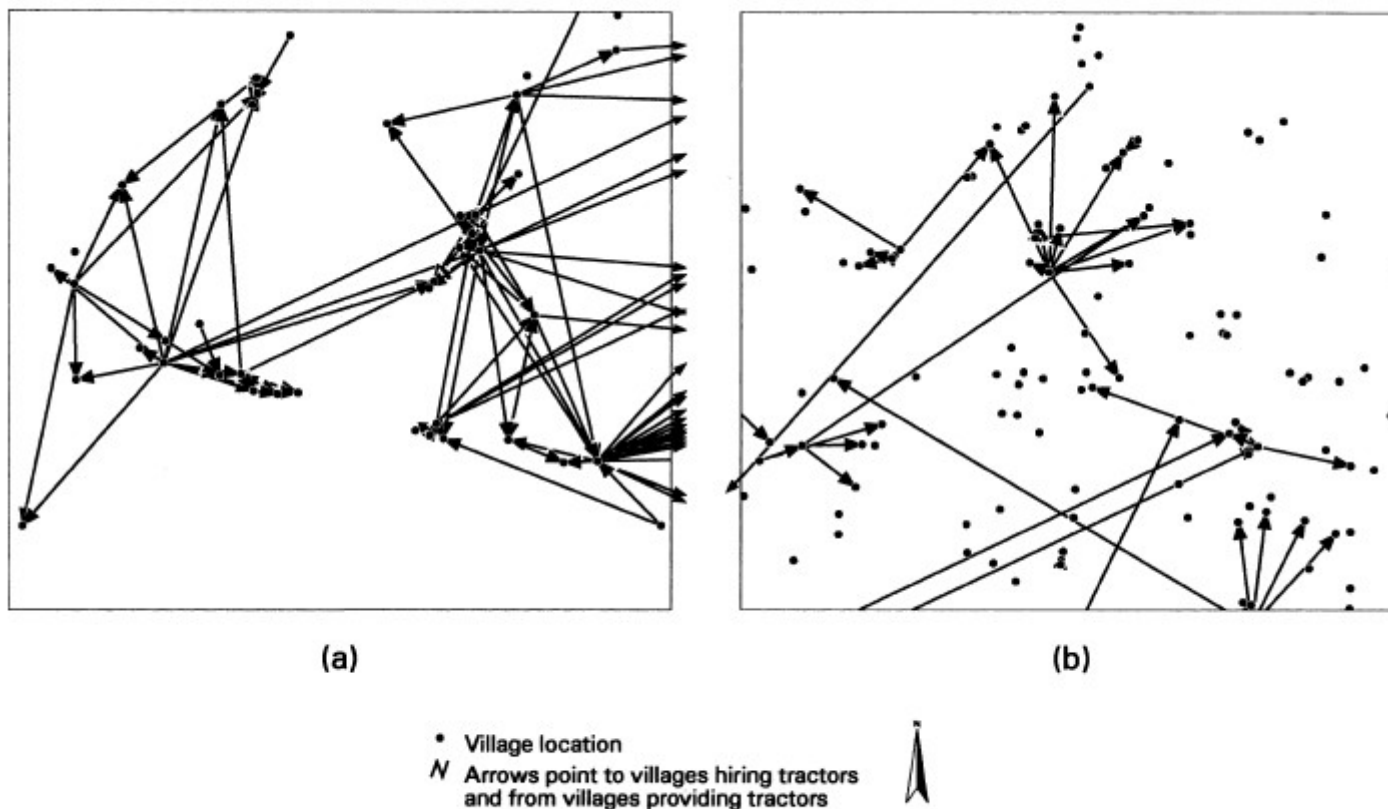 (a)
(b)
N
Village location
Arrows point to villages hiring tractors
and from villages providing tractors